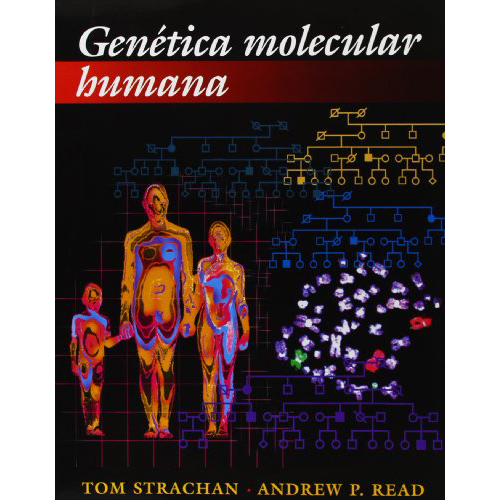 Genética molecular
humana
TOM STRACHAN · ANDREW P. READ